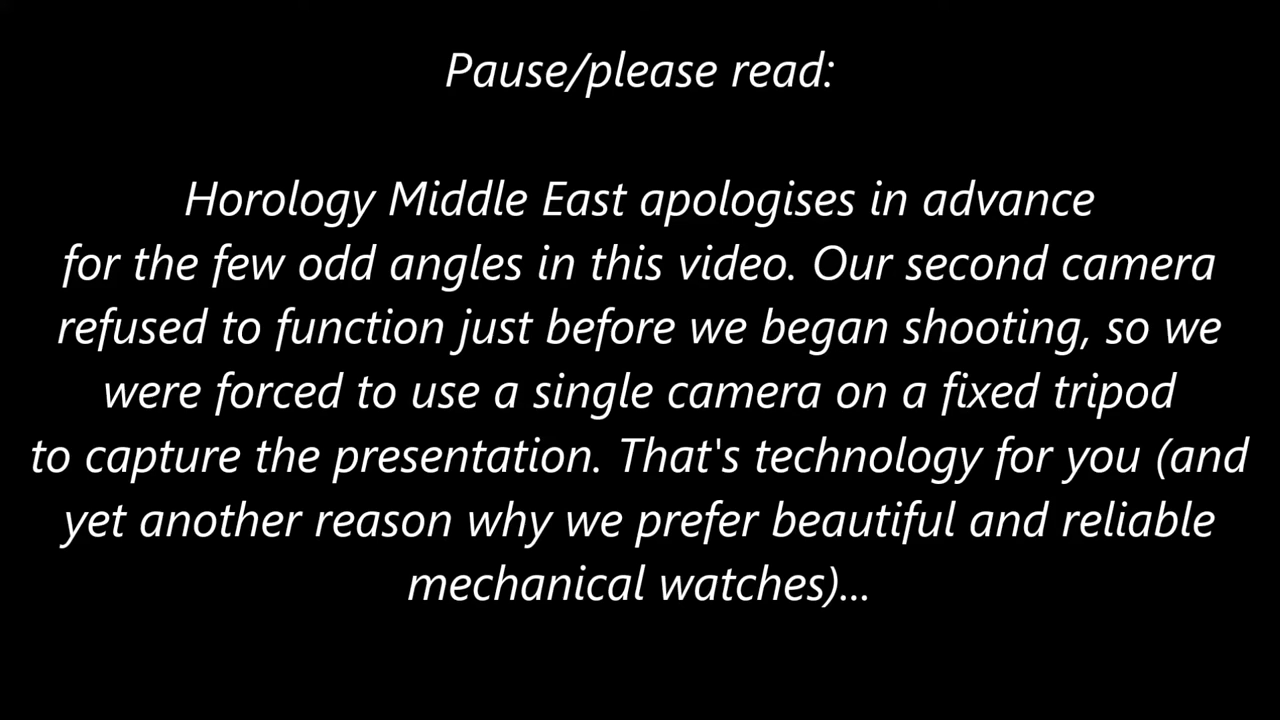 Pause/please read:
Horology Middle East apologises in advance
for the few odd angles in this video. Our second camera
refused to function just before we began shooting, so we
were forced to use a single camera on a fixed tripod
to capture the presentation. That's technology for you (and
yet another reason why we prefer beautiful and reliable
mechanical watches)...